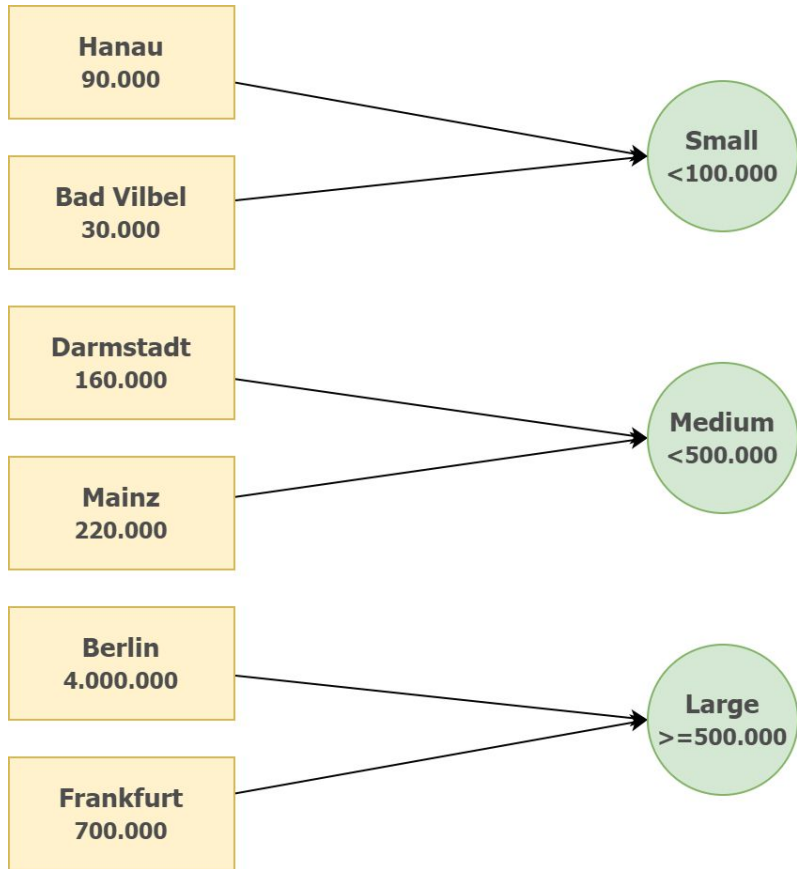 Hanau
90.000
Small
<100.000
Bad Vilbel
30.000
Darmstadt
160.000
Medium
<500.000
Mainz
220.000
Berlin
4.000.000
Large
>=500.000
Frankfurt
700.000